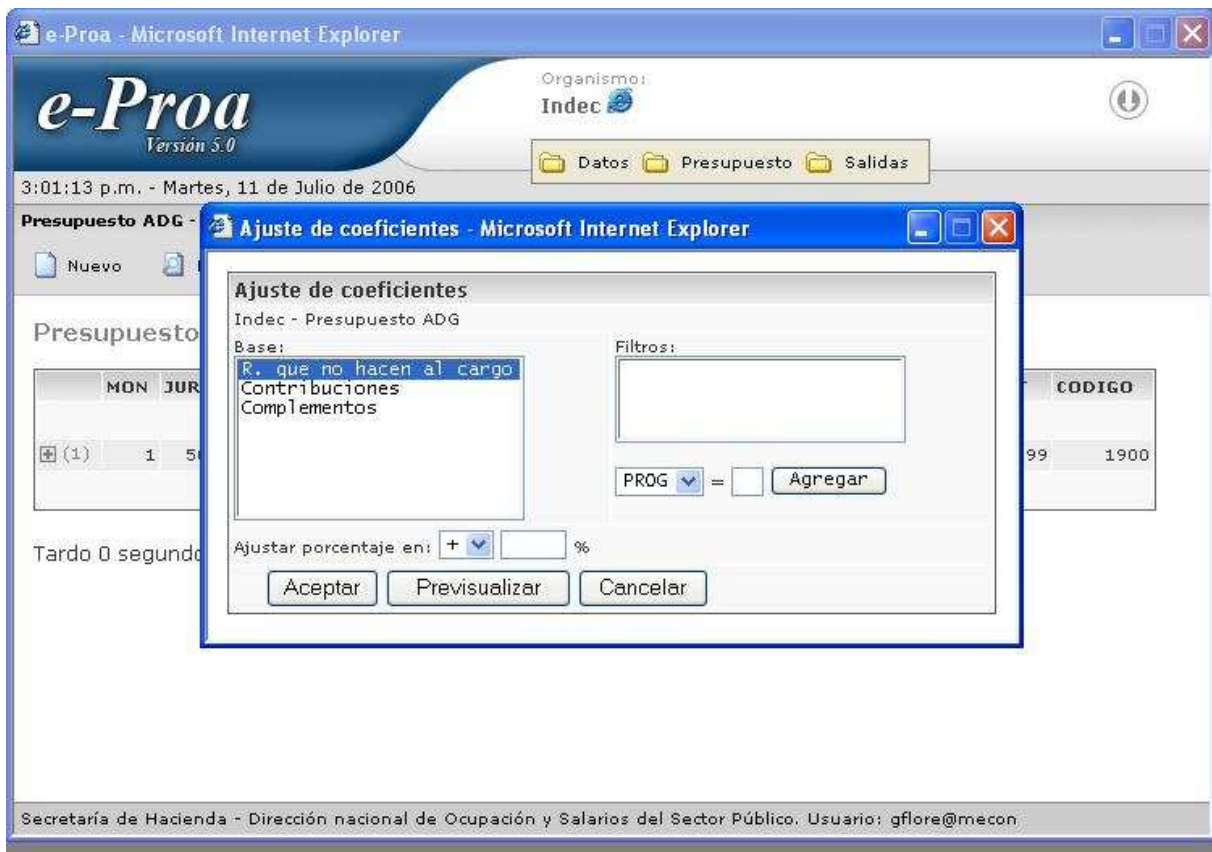 e-Proa - Microsoft Internet Explorer
e-Proa
Versión 5.0
Organismo:
Indec
Datos Presupuesto Salidas
3:01:13 p.m. - Martes, 11 de Julio de 2006
Presupuesto ADG -
Nuevo
Ajuste de coeficientes - Microsoft Internet Explorer
Ajuste de coeficientes
Indec - Presupuesto ADG
Base:
R. que no hacen al cargo
Contribuciones
Complementos
Filtros:
PROG = Agregar
Ajustar porcentaje en: + %
Aceptar Previsualizar Cancelar
Presupuesto
MON JUR CODIGO
(1) 1 99 1900
Tardo 0 segundo
Secretaría de Hacienda - Dirección nacional de Ocupación y Salarios del Sector Público. Usuario: gflore@mecon